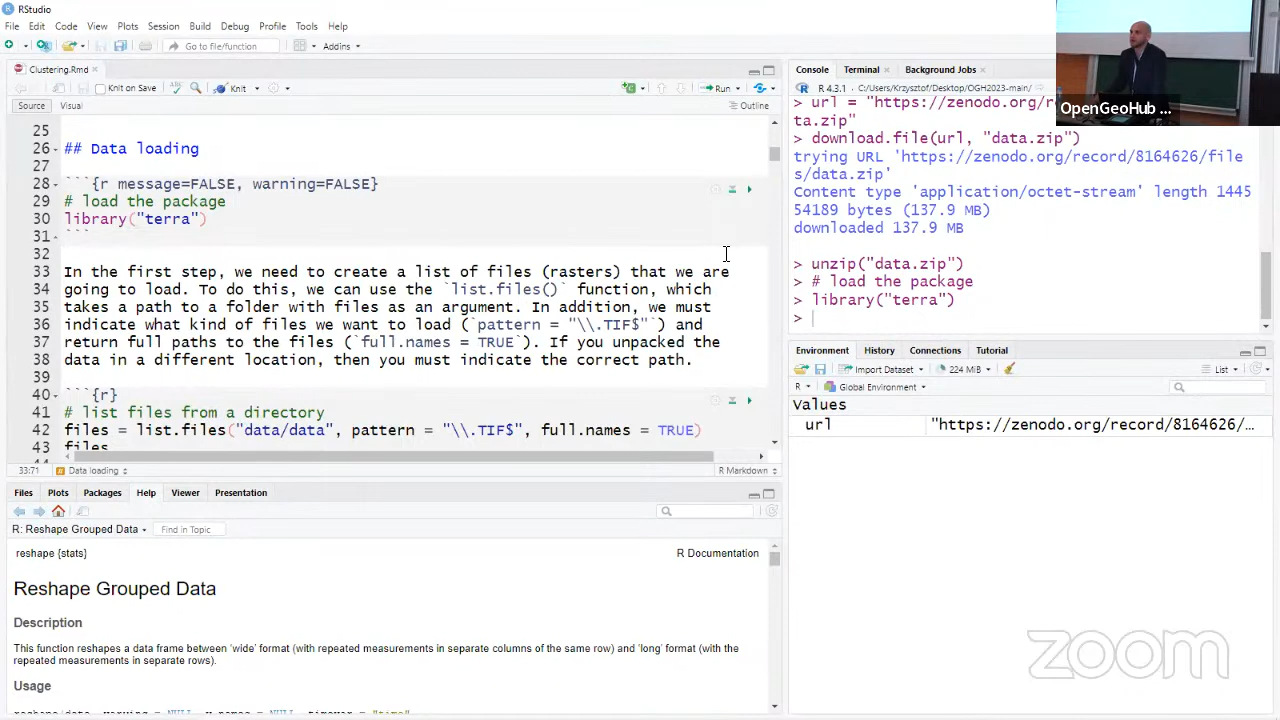 RStudio
File Edit Code View Plots Session Build Debug Profile Tools Help
Go to file/function
Addins
Clustering.Rmd
Knit on Save
Knit
Run
Source Visual
Outline
25
26 ## Data loading
27
28 ```{r message=FALSE, warning=FALSE}
29 # load the package
30 library("terra")
31 ```
32
33 In the first step, we need to create a list of files (rasters) that we are
34 going to load. To do this, we can use the `list.files()` function, which
35 takes a path to a folder with files as an argument. In addition, we must
36 indicate what kind of files we want to load (`pattern = "\\.TIF$"`) and
37 return full paths to the files (`full.names = TRUE`). If you unpacked the
38 data in a different location, then you must indicate the correct path.
39
40 ```{r}
41 # list files from a directory
42 files = list.files("data/data", pattern = "\\.TIF$", full.names = TRUE)
43 files
33:71 Data loading
R Markdown
Files Plots Packages Help Viewer Presentation
R: Reshape Grouped Data
Find in Topic
reshape {stats}
R Documentation
Reshape Grouped Data
Description
This function reshapes a data frame between ‘wide’ format (with repeated measurements in separate columns of the same row) and ‘long’ format (with the
repeated measurements in separate rows).
Usage
Console Terminal Background Jobs
R 4.3.1 · C:/Users/Krzysztof/Desktop/OGH2023-main/
> url = "https://zenodo.org/r
ta.zip"
> download.file(url, "data.zip")
trying URL 'https://zenodo.org/record/8164626/file
s/data.zip'
Content type 'application/octet-stream' length 1445
54189 bytes (137.9 MB)
downloaded 137.9 MB
> unzip("data.zip")
> # load the package
> library("terra")
>
OpenGeoHub ...
Environment History Connections Tutorial
Import Dataset
224 MiB
List
R
Global Environment
Values
url "https://zenodo.org/record/8164626/…
zoom